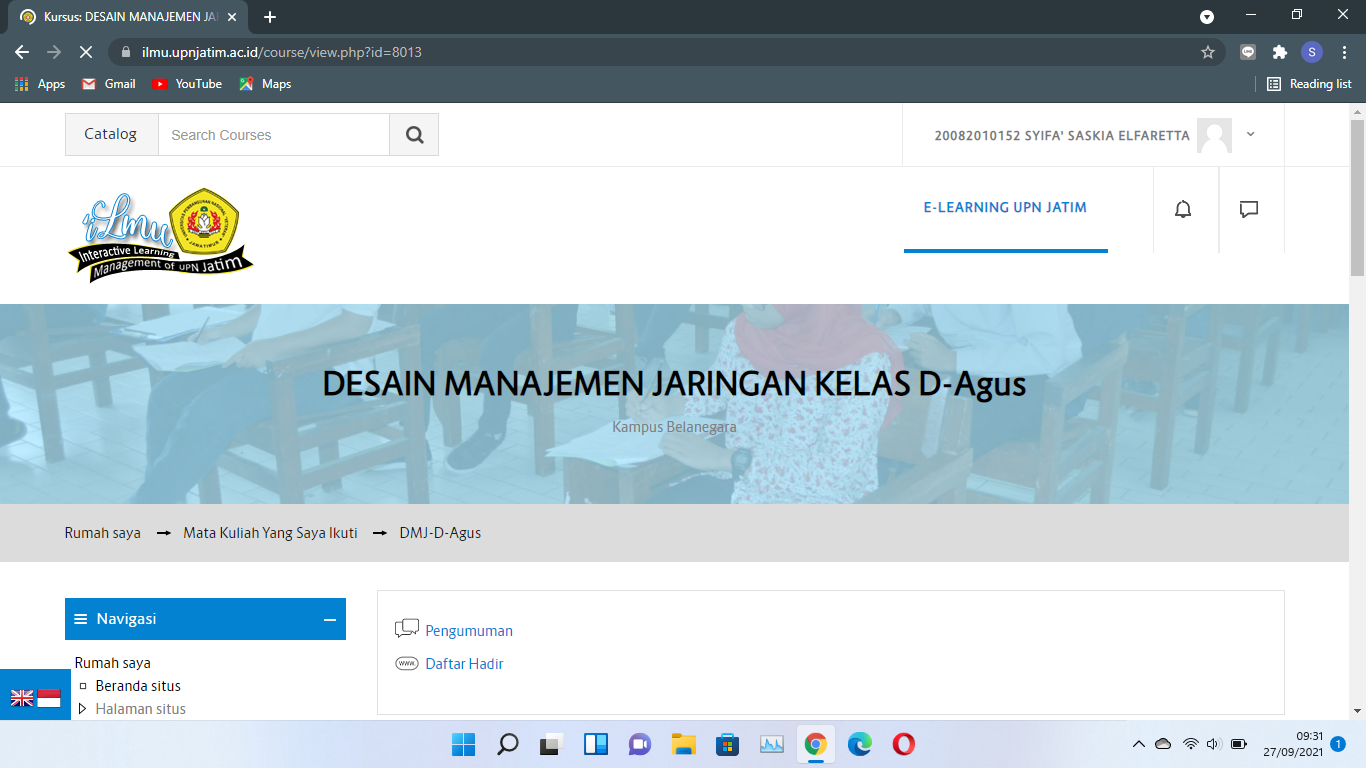 Kursus: DESAIN MANAJEMEN JA
ilmu.upnjatim.ac.id/course/view.php?id=8013
S
Apps
Gmail
YouTube
Maps
Reading list
Catalog
Search Courses
20082010152 SYIFA' SASKIA ELFARETTA
iLmu
Interactive Learning
Management of UPN Jatim
JAWATIMUR
E-LEARNING UPN JATIM
DESAIN MANAJEMEN JARINGAN KELAS D-Agus
Kampus Belanegara
Rumah saya
Mata Kuliah Yang Saya Ikuti
DMJ-D-Agus
Navigasi
Pengumuman
www.
Daftar Hadir
Rumah saya
Beranda situs
Halaman situs
09:31
27/09/2021
1